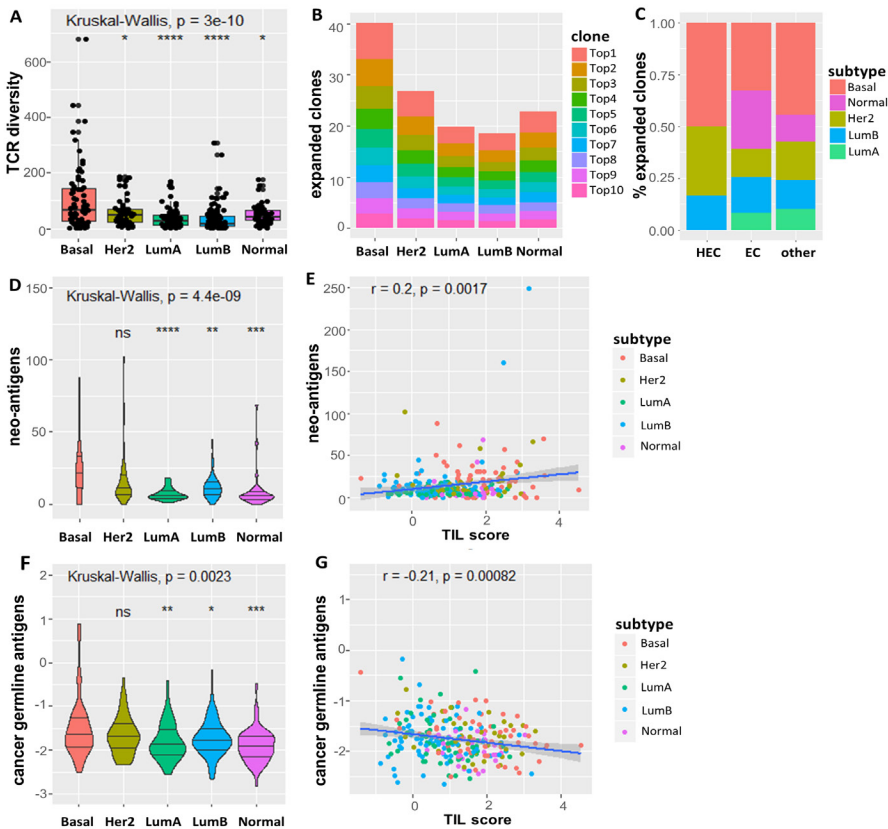 A
Kruskal-Wallis, p = 3e-10
* **** **** *
TCR diversity
600
400
200
0
Basal Her2 LumA LumB Normal
B
expanded clones
40
30
20
10
0
Basal Her2 LumA LumB Normal
clone
Top1
Top2
Top3
Top4
Top5
Top6
Top7
Top8
Top9
Top10
C
% expanded clones
1.00
0.75
0.50
0.25
0.00
HEC EC other
subtype
Basal
Normal
Her2
LumB
LumA
D
Kruskal-Wallis, p = 4.4e-09
ns **** ** ***
neo-antigens
150
100
50
0
Basal Her2 LumA LumB Normal
E
r = 0.2, p = 0.0017
neo-antigens
250
200
150
100
50
0
0 2 4
TIL score
subtype
Basal
Her2
LumA
LumB
Normal
F
Kruskal-Wallis, p = 0.0023
ns ** * ***
cancer germline antigens
2
1
0
-1
-2
-3
Basal Her2 LumA LumB Normal
G
r = -0.21, p = 0.00082
cancer germline antigens
1
0
-1
-2
0 2 4
TIL score
subtype
Basal
Her2
LumA
LumB
Normal